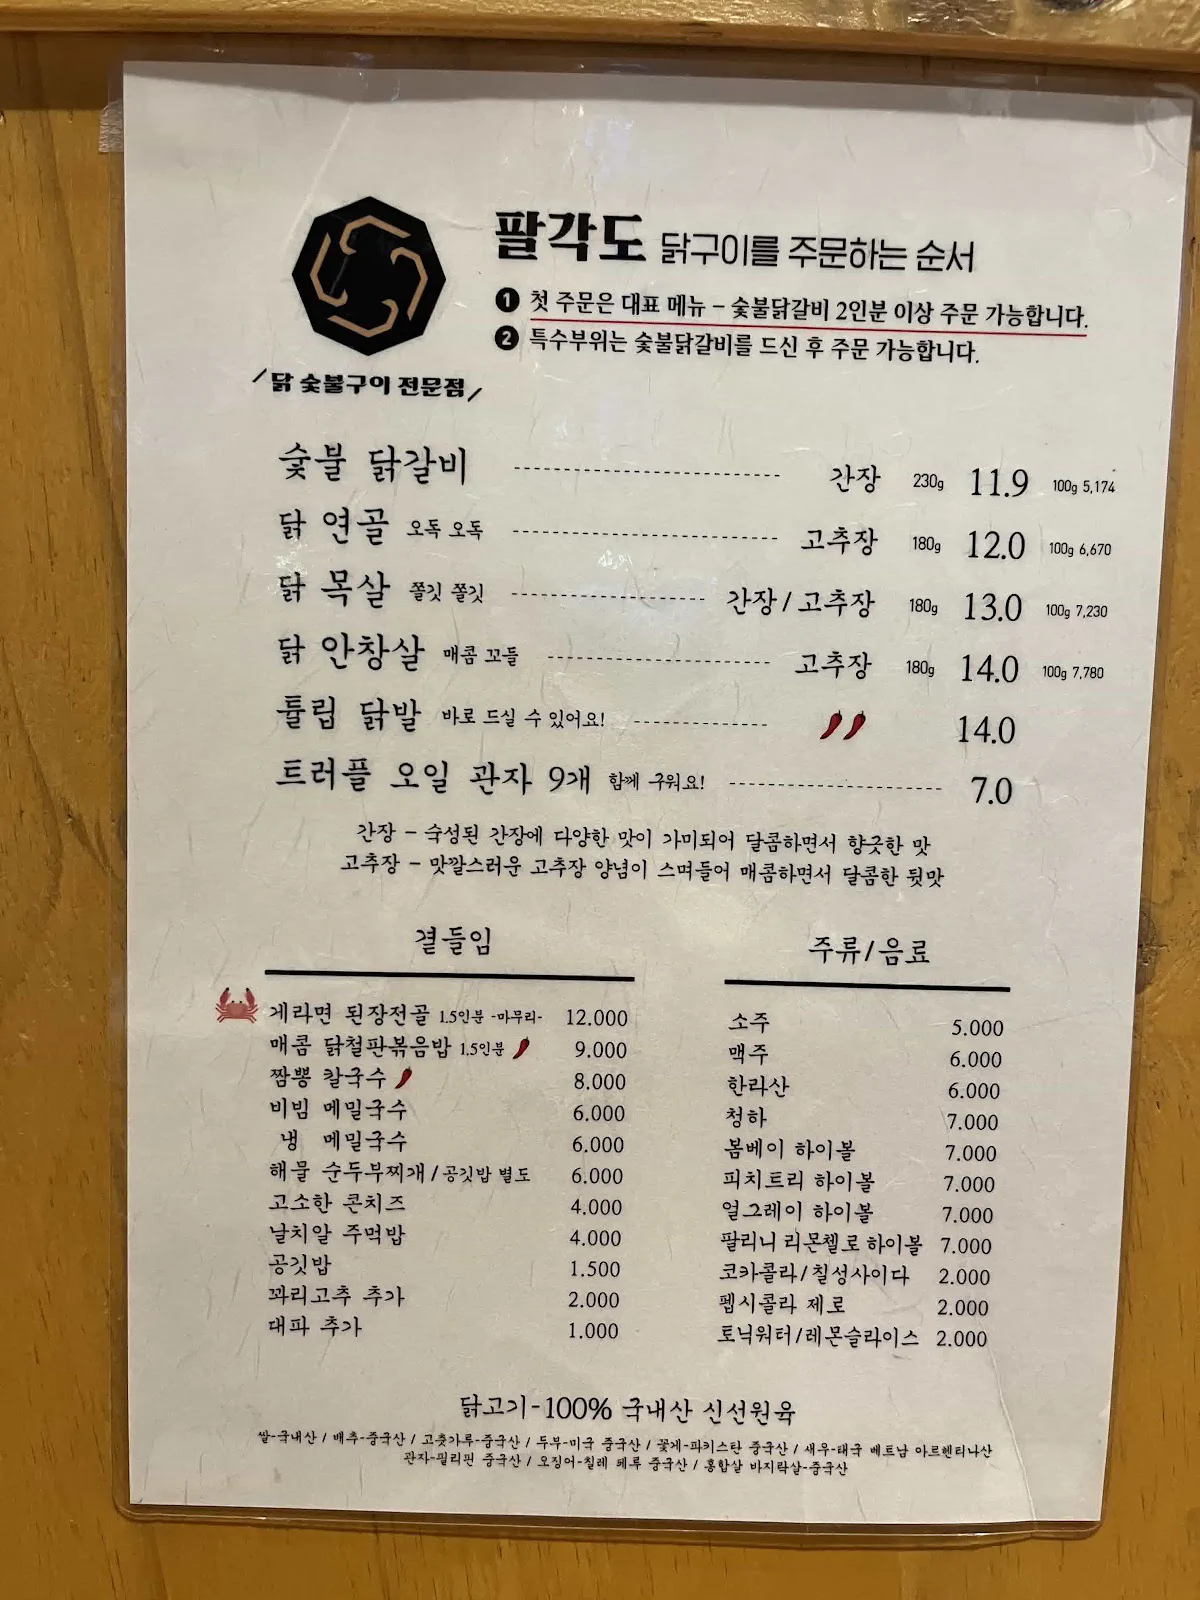 팔각도 닭구이를 주문하는 순서
1 첫 주문은 대표 메뉴 - 숯불닭갈비 2인분 이상 주문 가능합니다.
2 특수부위는 숯불닭갈비를 드신 후 주문 가능합니다.
닭 숯불구이 전문점
숯불 닭갈비 간장 230g 11.9 100g 5,174
닭 연골 오독 오독 고추장 180g 12.0 100g 6,670
닭 목살 쫄깃 쫄깃 간장/고추장 180g 13.0 100g 7,230
닭 안창살 매콤 꼬들 고추장 180g 14.0 100g 7,780
튤립 닭발 바로 드실 수 있어요! 14.0
트러플 오일 관자 9개 함께 구워요! 7.0
간장 - 숙성된 간장에 다양한 맛이 가미되어 달콤하면서 향긋한 맛
고추장 - 맛깔스러운 고추장 양념이 스며들어 매콤하면서 달콤한 뒷맛
곁들임
게라면 된장전골 1.5인분 -마무리- 12.000
매콤 닭철판볶음밥 1.5인분 9.000
짬뽕 칼국수 8.000
비빔 메밀국수 6.000
냉 메밀국수 6.000
해물 순두부찌개/공깃밥 별도 6.000
고소한 콘치즈 4.000
날치알 주먹밥 4.000
공깃밥 1.500
꽈리고추 추가 2.000
대파 추가 1.000
주류/음료
소주 5.000
맥주 6.000
한라산 6.000
청하 7.000
봄베이 하이볼 7.000
피치트리 하이볼 7.000
얼그레이 하이볼 7.000
팔리니 리몬첼로 하이볼 7.000
코카콜라/칠성사이다 2.000
펩시콜라 제로 2.000
토닉워터/레몬슬라이스 2.000
닭고기-100% 국내산 신선원육
쌀-국내산 / 배추-중국산 / 고춧가루-중국산 / 두부-미국 중국산 / 꽃게-파키스탄 중국산 / 새우-태국 베트남 아르헨티나산
관자-필리핀 중국산 / 오징어-칠레 페루 중국산 / 홍합살 바지락살-중국산